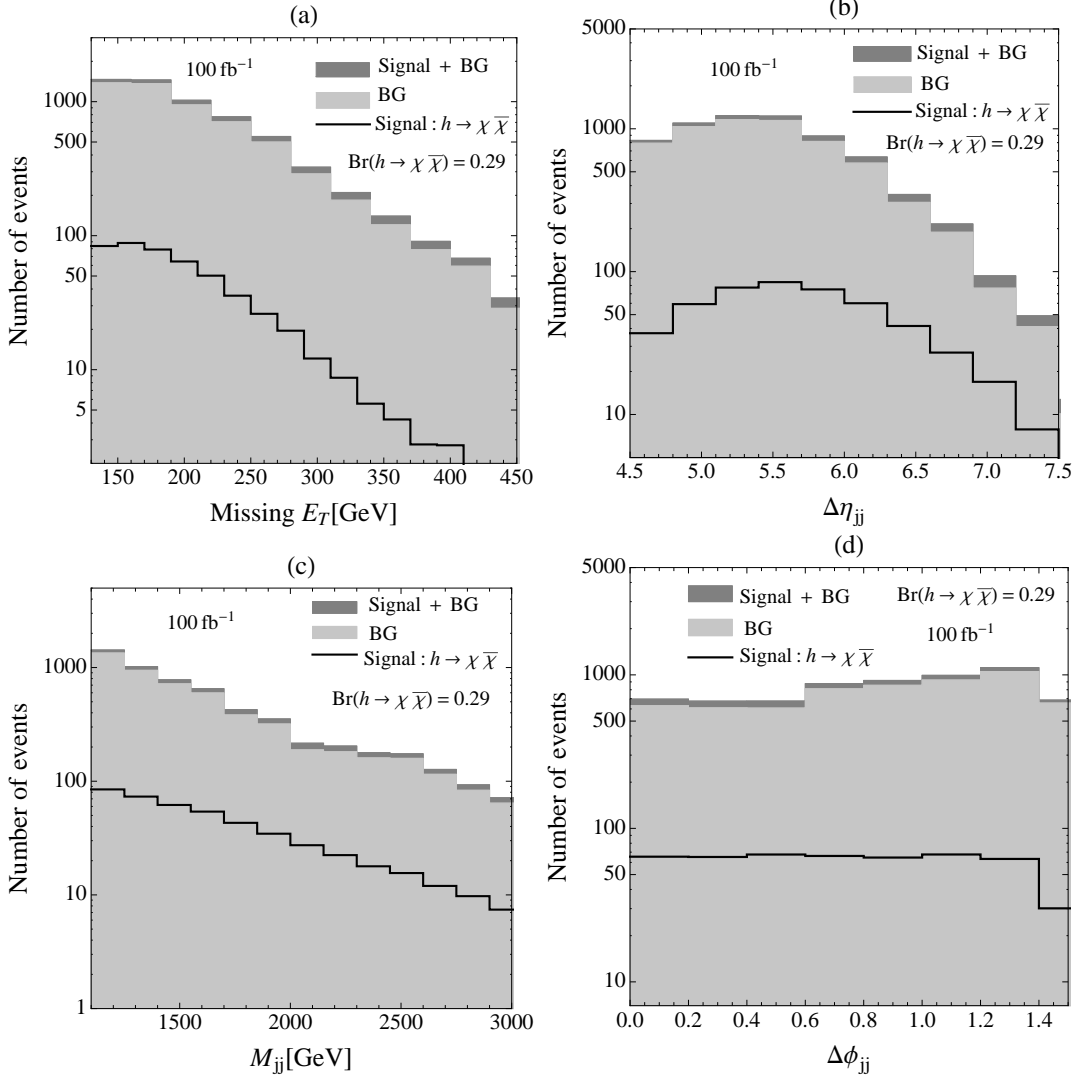 (a)
Number of events
1000
500
100
50
10
5
100 fb⁻¹
Signal + BG
BG
Signal : h → χ χ̅
Br(h → χ χ̅) = 0.29
150 200 250 300 350 400 450
Missing E_T[GeV]
(b)
Number of events
5000
1000
500
100
50
10
100 fb⁻¹
Signal + BG
BG
Signal : h → χ χ̅
Br(h → χ χ̅) = 0.29
4.5 5.0 5.5 6.0 6.5 7.0 7.5
Δη_jj
(c)
Number of events
1000
100
10
1
100 fb⁻¹
Signal + BG
BG
Signal : h → χ χ̅
Br(h → χ χ̅) = 0.29
1500 2000 2500 3000
M_jj[GeV]
(d)
Number of events
5000
1000
500
100
50
10
Signal + BG
BG
Signal : h → χ χ̅
Br(h → χ χ̅) = 0.29
100 fb⁻¹
0.0 0.2 0.4 0.6 0.8 1.0 1.2 1.4
Δϕ_jj